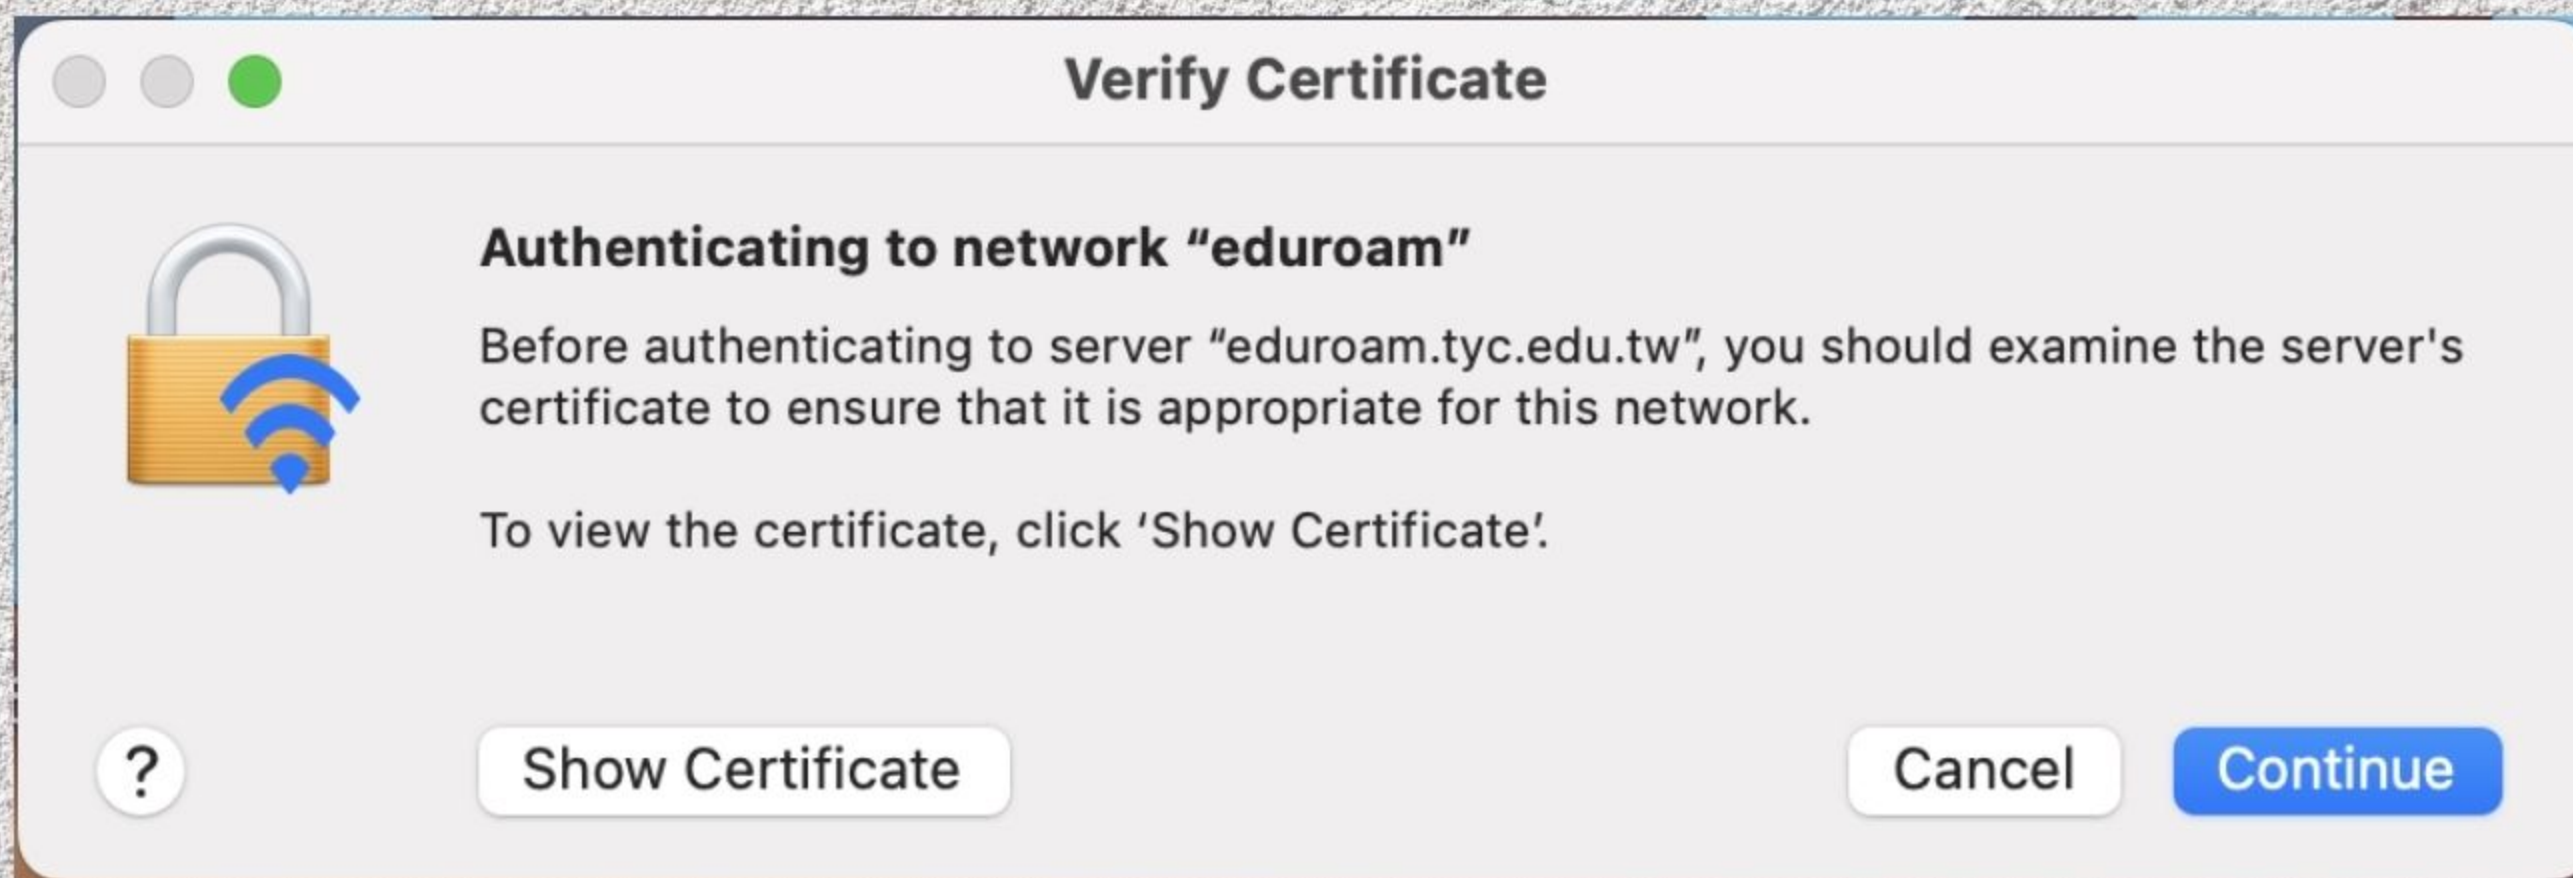 Verify Certificate
Authenticating to network “eduroam”
Before authenticating to server “eduroam.tyc.edu.tw”, you should examine the server's
certificate to ensure that it is appropriate for this network.
To view the certificate, click ‘Show Certificate’.
?
Show Certificate
Cancel
Continue